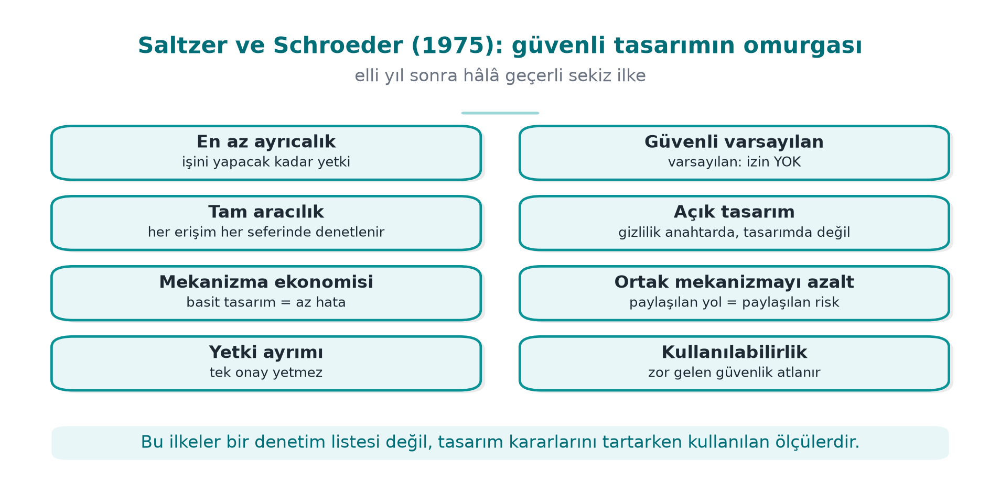 Saltzer ve Schroeder (1975): güvenli tasarımın omurgası
elli yıl sonra hâlâ geçerli sekiz ilke
En az ayrıcalık
işini yapacak kadar yetki
Güvenli varsayılan
varsayılan: izin YOK
Tam aracılık
her erişim her seferinde denetlenir
Açık tasarım
gizlilik anahtarda, tasarımda değil
Mekanizma ekonomisi
basit tasarım = az hata
Ortak mekanizmayı azalt
paylaşılan yol = paylaşılan risk
Yetki ayrımı
tek onay yetmez
Kullanılabilirlik
zor gelen güvenlik atlanır
Bu ilkeler bir denetim listesi değil, tasarım kararlarını tartarken kullanılan ölçülerdir.